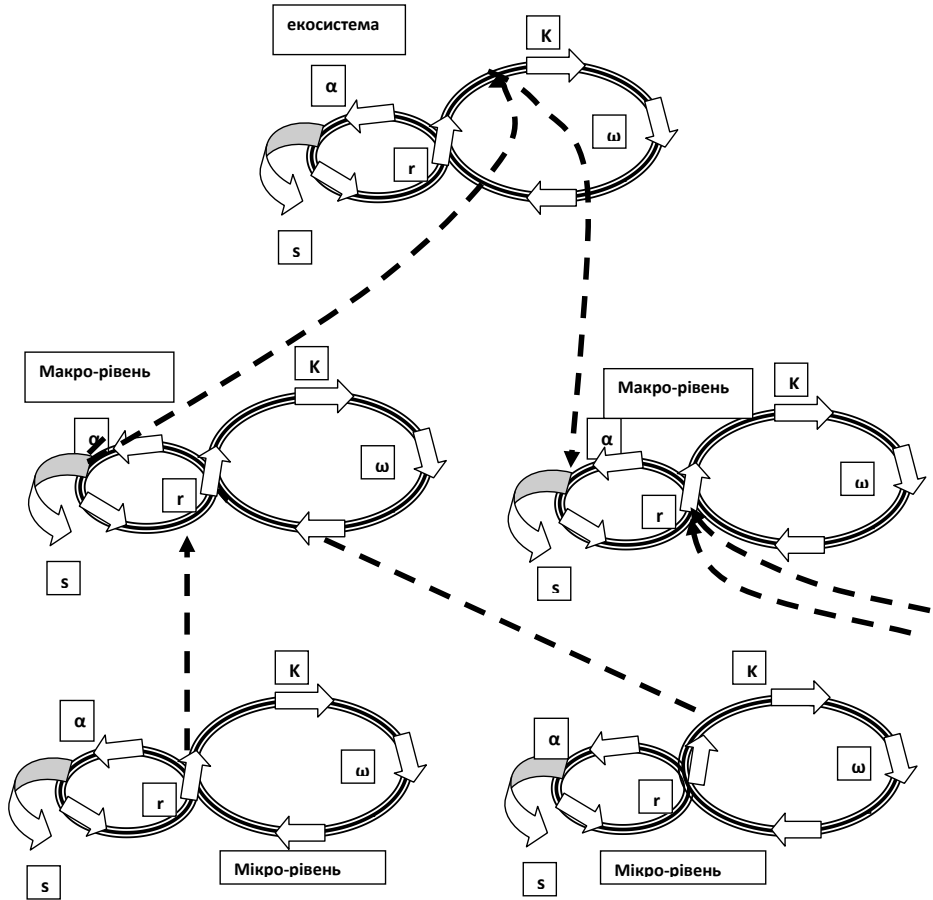 екосистема
K
α
ω
r
s
Макро-рівень
K
α
ω
r
s
Макро-рівень
K
α
ω
r
s
K
α
ω
r
Мікро-рівень
s
K
α
ω
r
Мікро-рівень
s